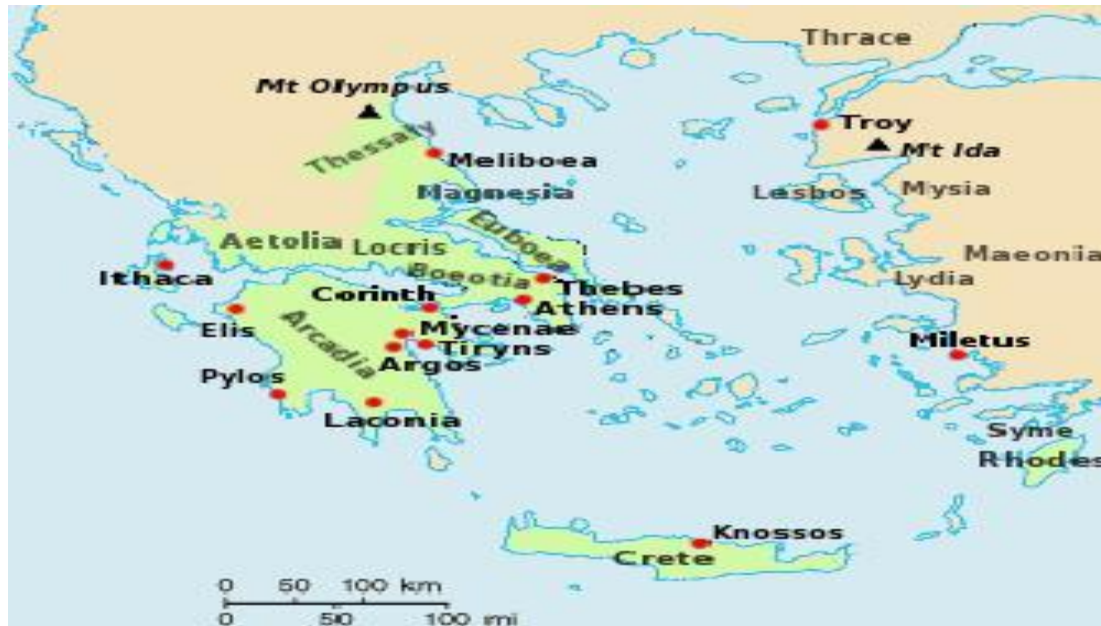 Thrace
Mt Olympus
Troy
Thessaly
Mt Ida
Meliboea
Magnesia
Lesbos
Mysia
Euboea
Aetolia
Locris
Maeonia
Boeotia
Ithaca
Lydia
Thebes
Corinth
Athens
Elis
Arcadia
Mycenae
Tiryns
Miletus
Argos
Pylos
Laconia
Syme
Rhodes
Knossos
Crete
0 50 100 km
0 50 100 mi